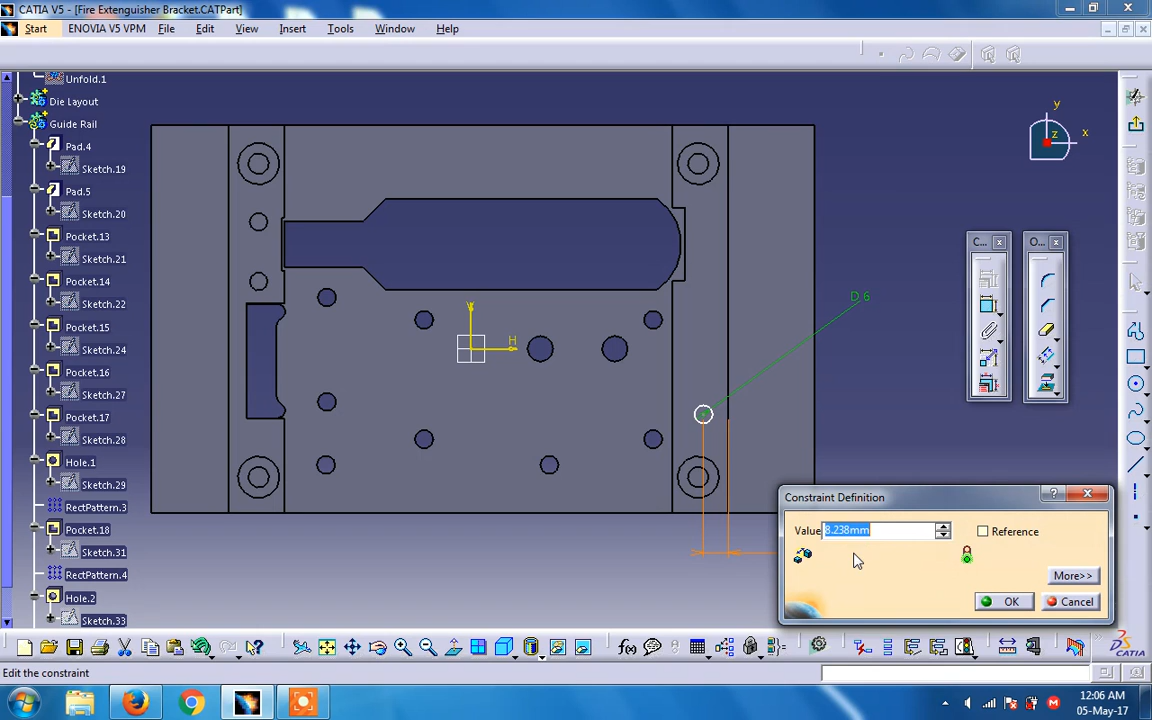 CATIA V5 - [Fire Extinguisher Bracket.CATPart]
Start ENOVIA V5 VPM File Edit View Insert Tools Window Help
Unfold.1
Die Layout
Guide Rail
Pad.4
Sketch.19
Pad.5
Sketch.20
Pocket.13
Sketch.21
Pocket.14
Sketch.22
Pocket.15
Sketch.24
Pocket.16
Sketch.27
Pocket.17
Sketch.28
Hole.1
Sketch.29
RectPattern.3
Pocket.18
Sketch.31
RectPattern.4
Hole.2
Sketch.33
y
x
z
C...
O...
D 6
V
H
Constraint Definition
Value 8.238mm
Reference
More>>
OK
Cancel
Edit the constraint
CATIA
12:06 AM
05-May-17